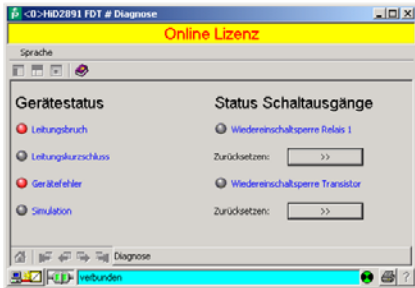 <0>HiD2891 FDT # Diagnose
Online Lizenz
Sprache
Gerätestatus
Status Schaltausgänge
Leitungsbruch
Wiedereinschaltsperre Relais 1
Leitungskurzschluss
Zurücksetzen:
>>
Gerätefehler
Wiedereinschaltsperre Transistor
Simulation
Zurücksetzen:
>>
Diagnose
verbunden